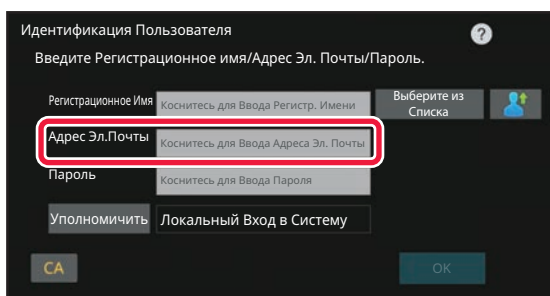 Идентификация Пользователя
?
Введите Регистрационное имя/Адрес Эл. Почты/Пароль.
Регистрационное Имя
Коснитесь для Ввода Регистр. Имени
Выберите из
Списка
Адрес Эл.Почты
Коснитесь для Ввода Адреса Эл. Почты
Пароль
Коснитесь для Ввода Пароля
Уполномичить
Локальный Вход в Систему
CA
OK